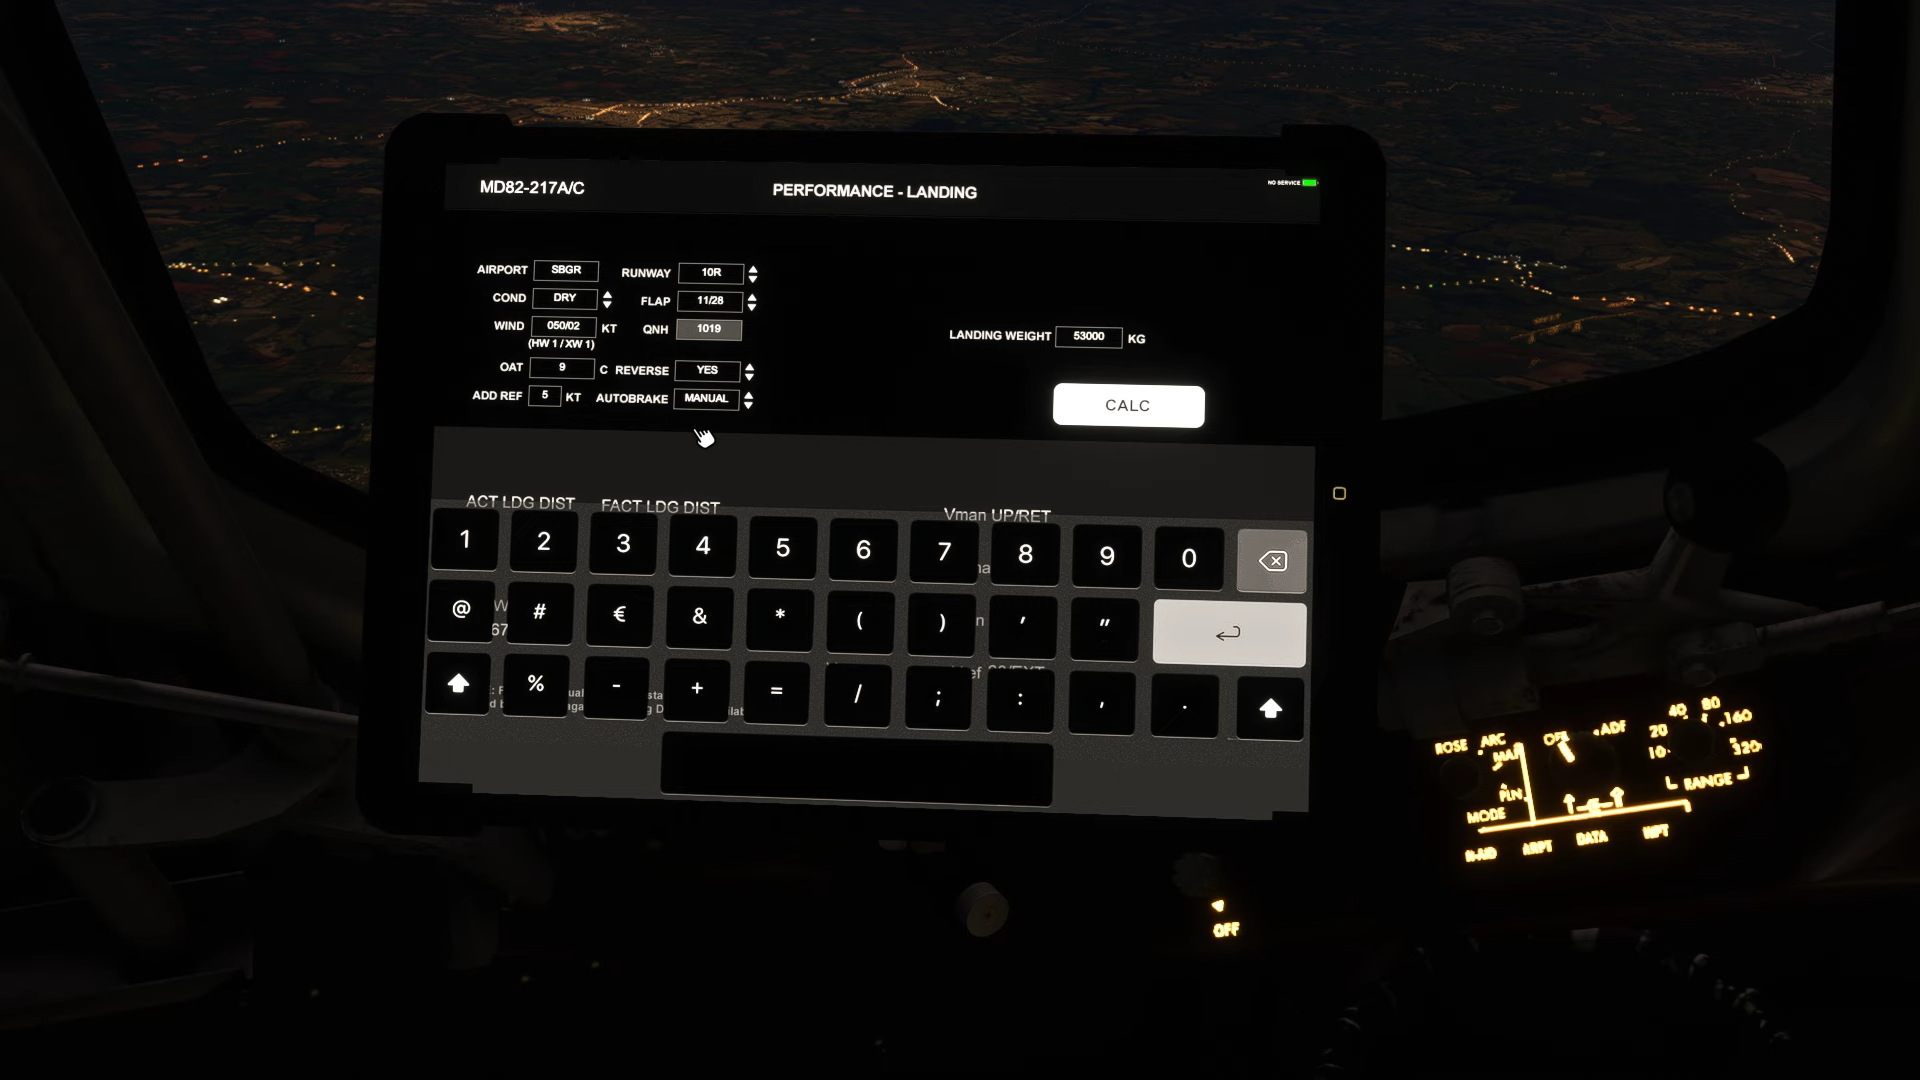 MD82-217A/C
PERFORMANCE - LANDING
NO SERVICE
AIRPORT SBGR RUNWAY 10R
COND DRY FLAP 11/28
WIND 050/02 KT QNH 1019
(HW 1 / XW 1)
LANDING WEIGHT 53000 KG
OAT 9 C REVERSE YES
ADD REF 5 KT AUTOBRAKE MANUAL
CALC
ACT LDG DIST FACT LDG DIST Vman UP/RET
1 2 3 4 5 6 7 8 9 0
@ # € & * ( ) ' "
% - + = / ; : , .
ROSE ARC MAP PLN MODE
OFF ADF
10 20 40 80 160 320
RANGE
ARPT DATA WPT
OFF